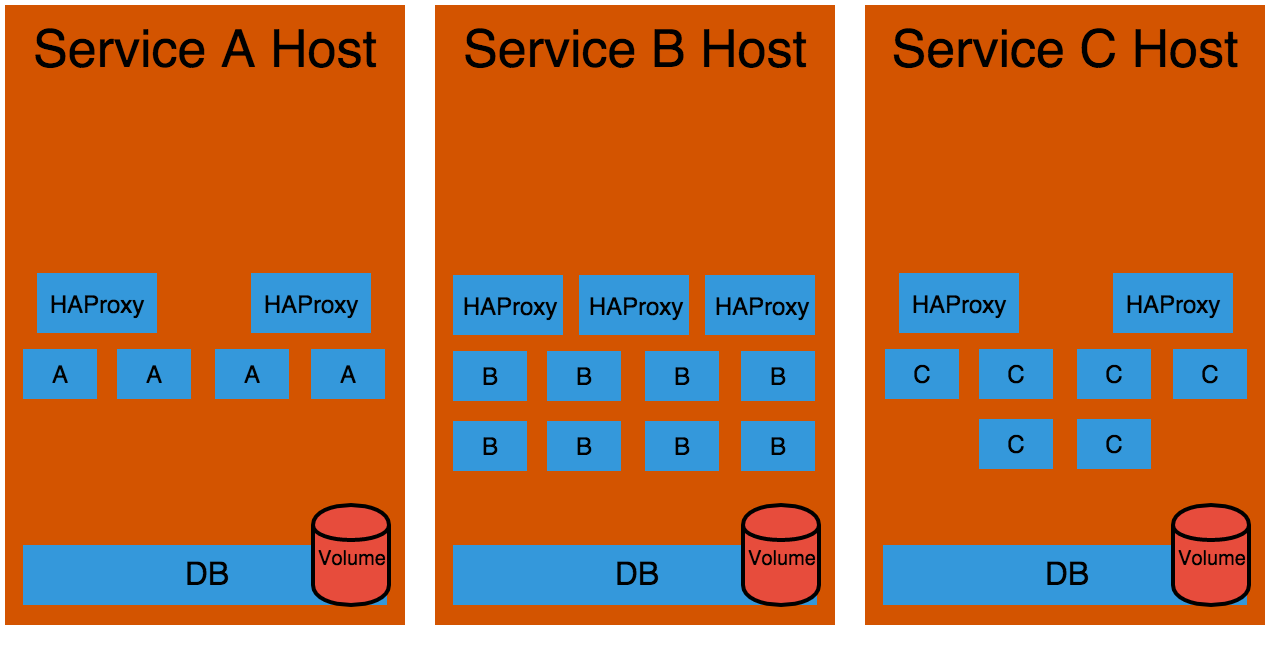 Service A Host
HAProxy HAProxy
A A A A
DB
Volume
Service B Host
HAProxy HAProxy HAProxy
B B B B
B B B B
DB
Volume
Service C Host
HAProxy HAProxy
C C C C
C C
DB
Volume